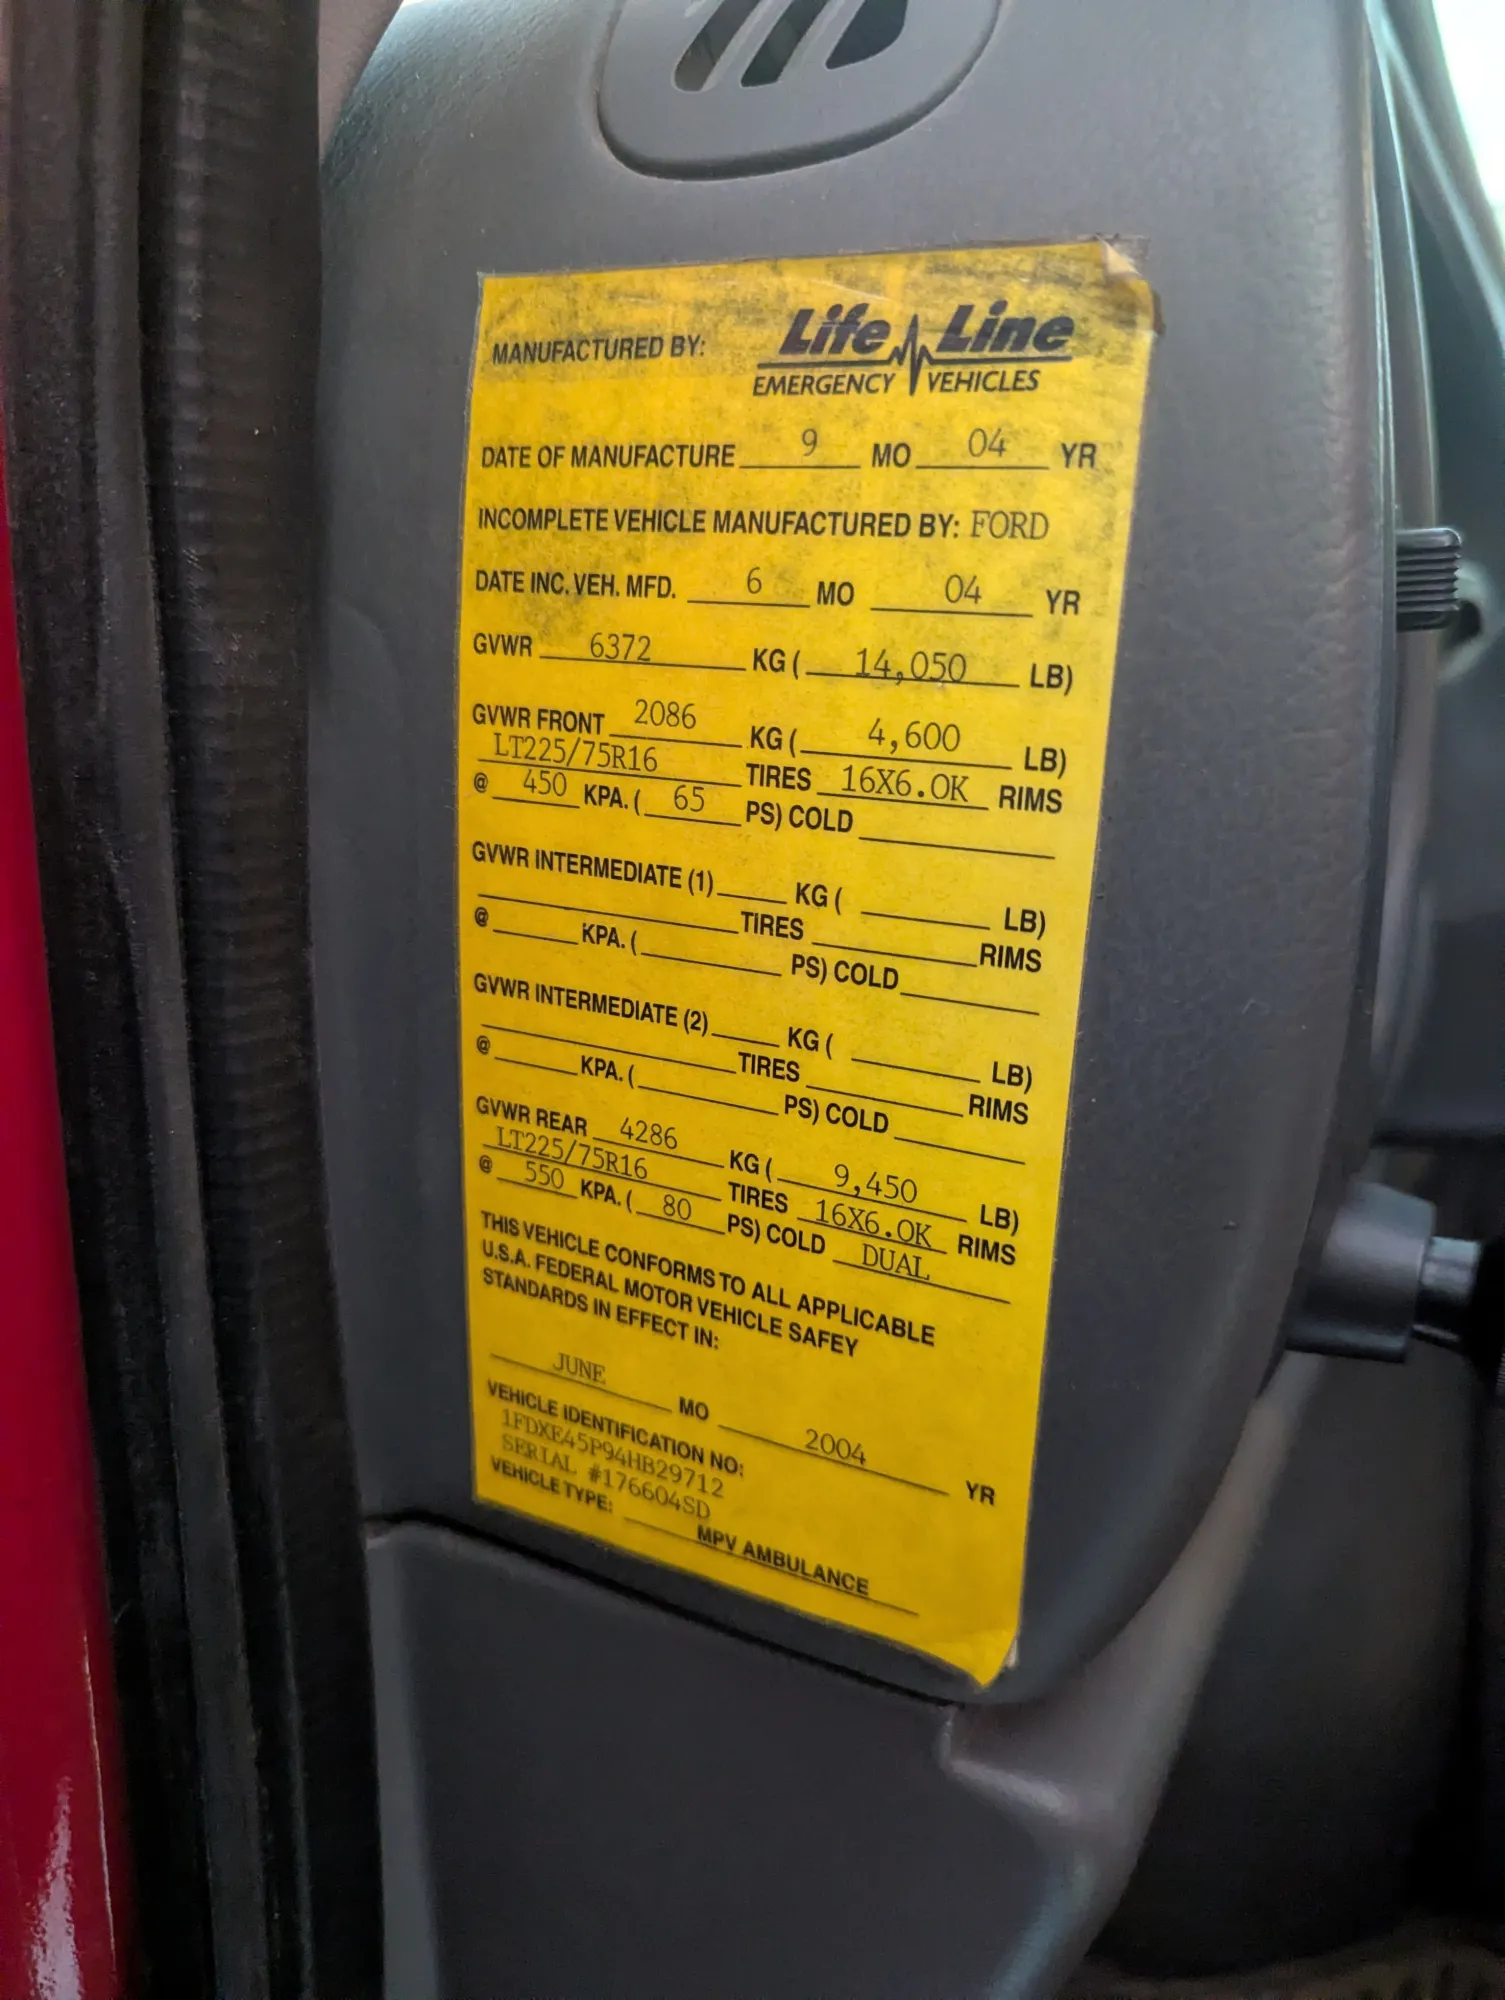 MANUFACTURED BY: Life Line
EMERGENCY VEHICLES
DATE OF MANUFACTURE 9 MO 04 YR
INCOMPLETE VEHICLE MANUFACTURED BY: FORD
DATE INC. VEH. MFD. 6 MO 04 YR
GVWR 6372 KG ( 14,050 LB)
GVWR FRONT 2086 KG ( 4,600 LB)
LT225/75R16 TIRES 16X6.0K RIMS
@ 450 KPA. ( 65 PS) COLD
GVWR INTERMEDIATE (1) KG ( LB)
TIRES RIMS
@ KPA. ( PS) COLD
GVWR INTERMEDIATE (2) KG ( LB)
TIRES RIMS
@ KPA. ( PS) COLD
GVWR REAR 4286 KG ( 9,450 LB)
LT225/75R16 TIRES 16X6.0K RIMS
@ 550 KPA. ( 80 PS) COLD DUAL
THIS VEHICLE CONFORMS TO ALL APPLICABLE
U.S.A. FEDERAL MOTOR VEHICLE SAFEY
STANDARDS IN EFFECT IN:
JUNE MO 2004 YR
VEHICLE IDENTIFICATION NO:
1FDXE45P94HB29712
SERIAL #176604SD
VEHICLE TYPE: MPV AMBULANCE